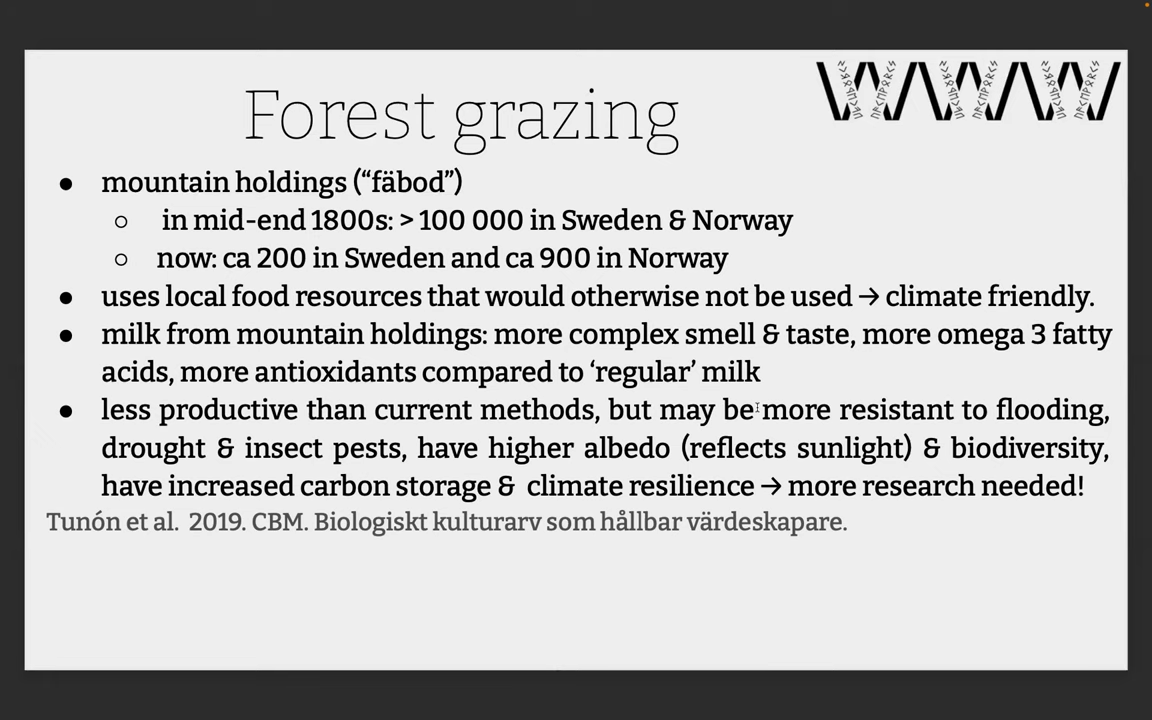 Forest grazing
● mountain holdings (“fäbod”)
○ in mid-end 1800s: > 100 000 in Sweden & Norway
○ now: ca 200 in Sweden and ca 900 in Norway
● uses local food resources that would otherwise not be used → climate friendly.
● milk from mountain holdings: more complex smell & taste, more omega 3 fatty
acids, more antioxidants compared to ‘regular’ milk
● less productive than current methods, but may be more resistant to flooding,
drought & insect pests, have higher albedo (reflects sunlight) & biodiversity,
have increased carbon storage & climate resilience → more research needed!
Tunón et al. 2019. CBM. Biologiskt kulturarv som hållbar värdeskapare.